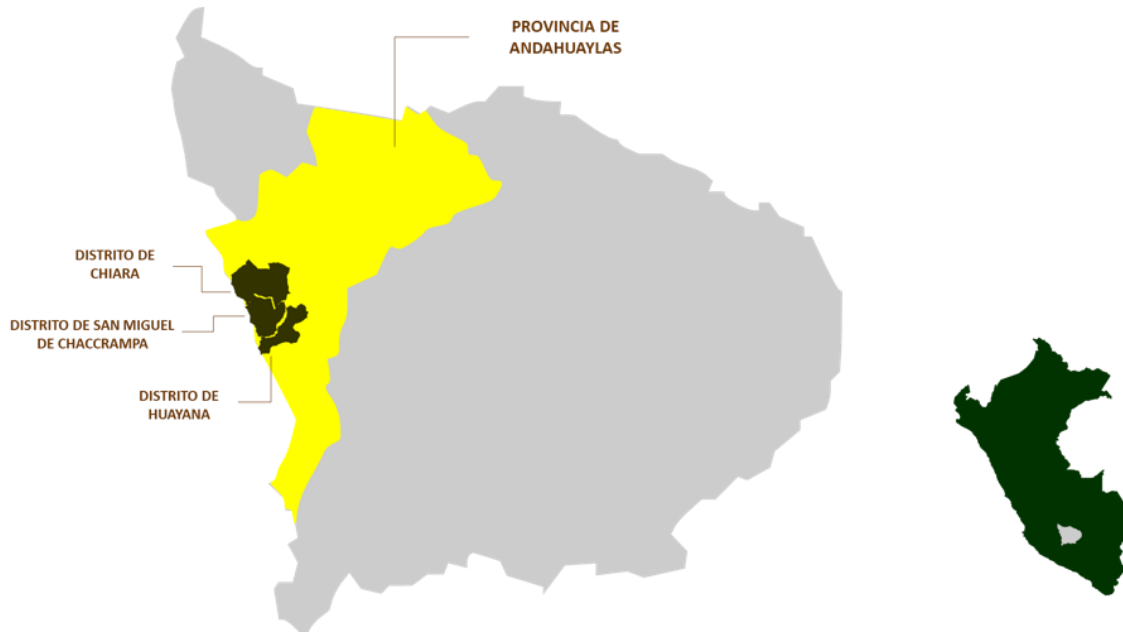 PROVINCIA DE
ANDAHUAYLAS
DISTRITO DE
CHIARA
DISTRITO DE SAN MIGUEL
DE CHACCRAMPA
DISTRITO DE
HUAYANA